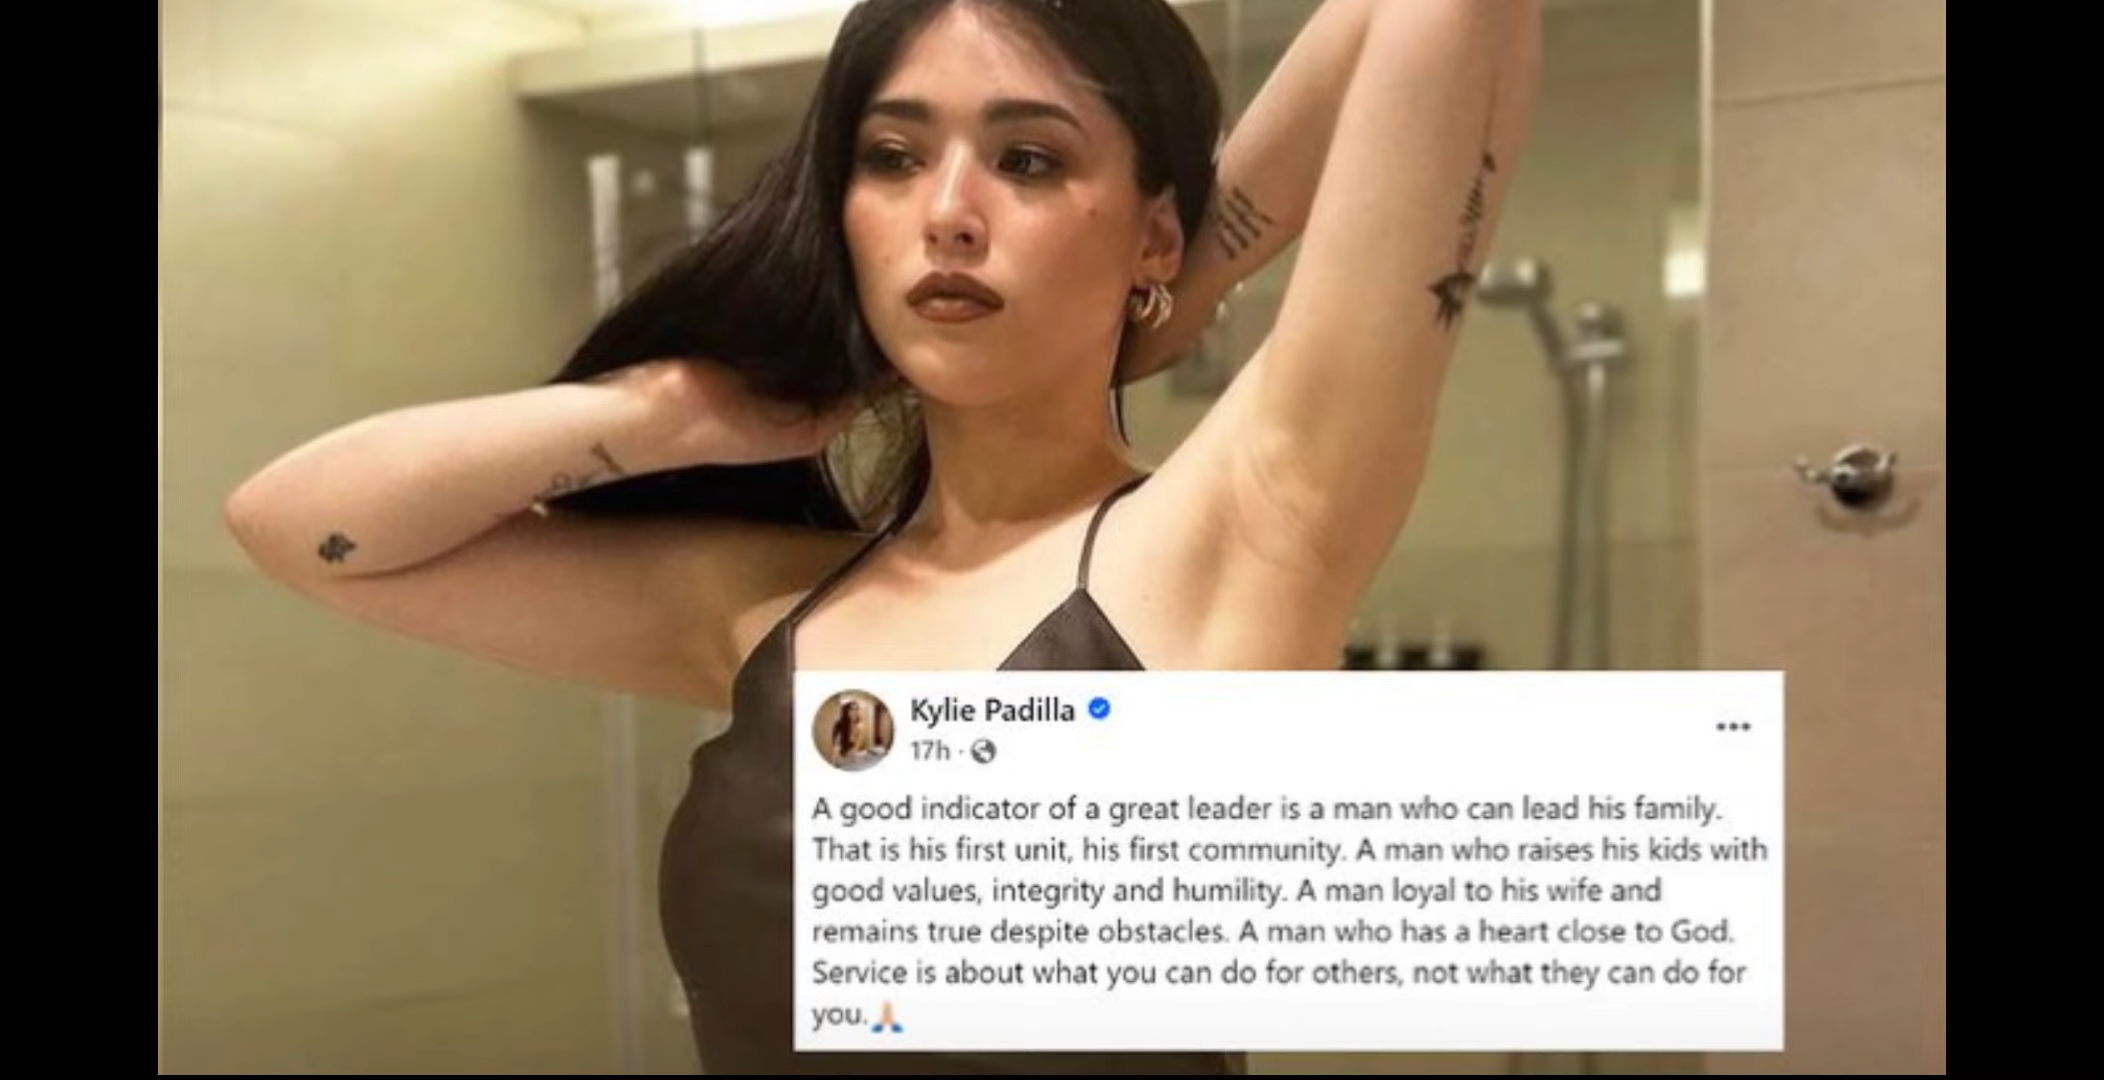 Kylie Padilla
17h ·
A good indicator of a great leader is a man who can lead his family.
That is his first unit, his first community. A man who raises his kids with
good values, integrity and humility. A man loyal to his wife and
remains true despite obstacles. A man who has a heart close to God.
Service is about what you can do for others, not what they can do for
you.🙏🏻